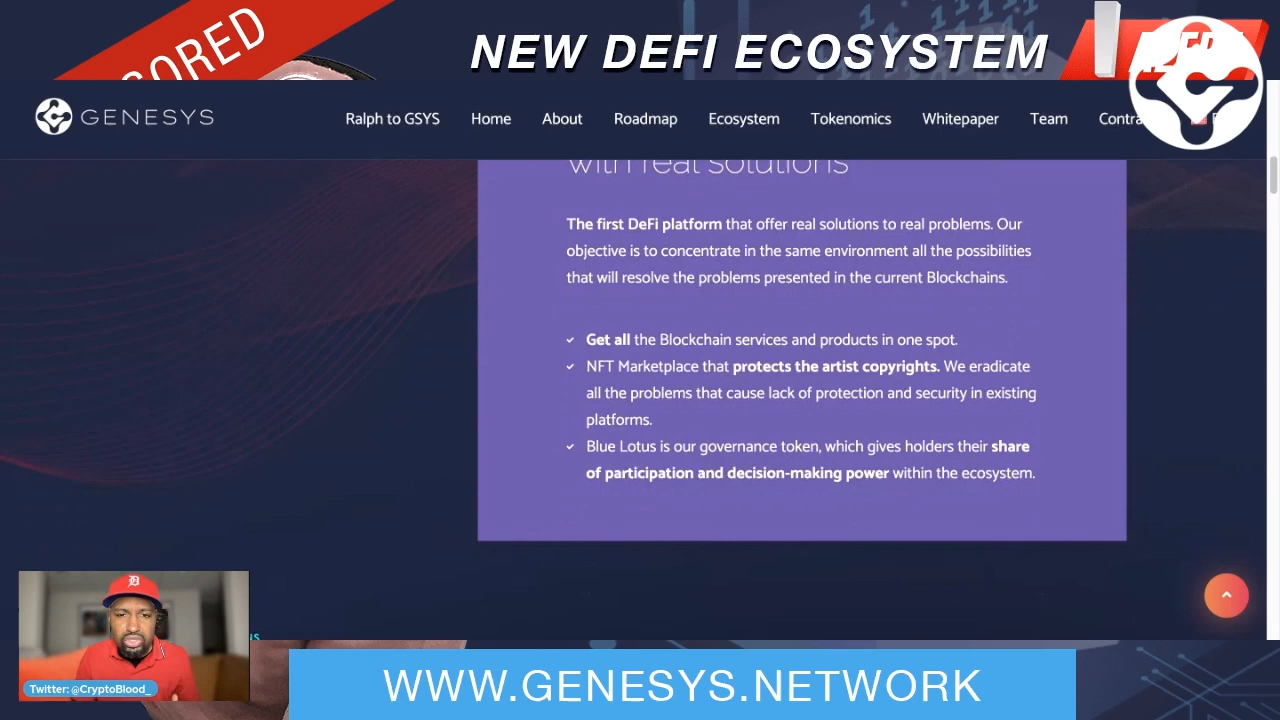 ORED
NEW DEFI ECOSYSTEM
GENESYS
Ralph to GSYS Home About Roadmap Ecosystem Tokenomics Whitepaper Team
with real solutions
The first DeFi platform that offer real solutions to real problems. Our
objective is to concentrate in the same environment all the possibilities
that will resolve the problems presented in the current Blockchains.
Get all the Blockchain services and products in one spot.
NFT Marketplace that protects the artist copyrights. We eradicate
all the problems that cause lack of protection and security in existing
platforms.
Blue Lotus is our governance token, which gives holders their share
of participation and decision-making power within the ecosystem.
Twitter: @CryptoBlood_
WWW.GENESYS.NETWORK